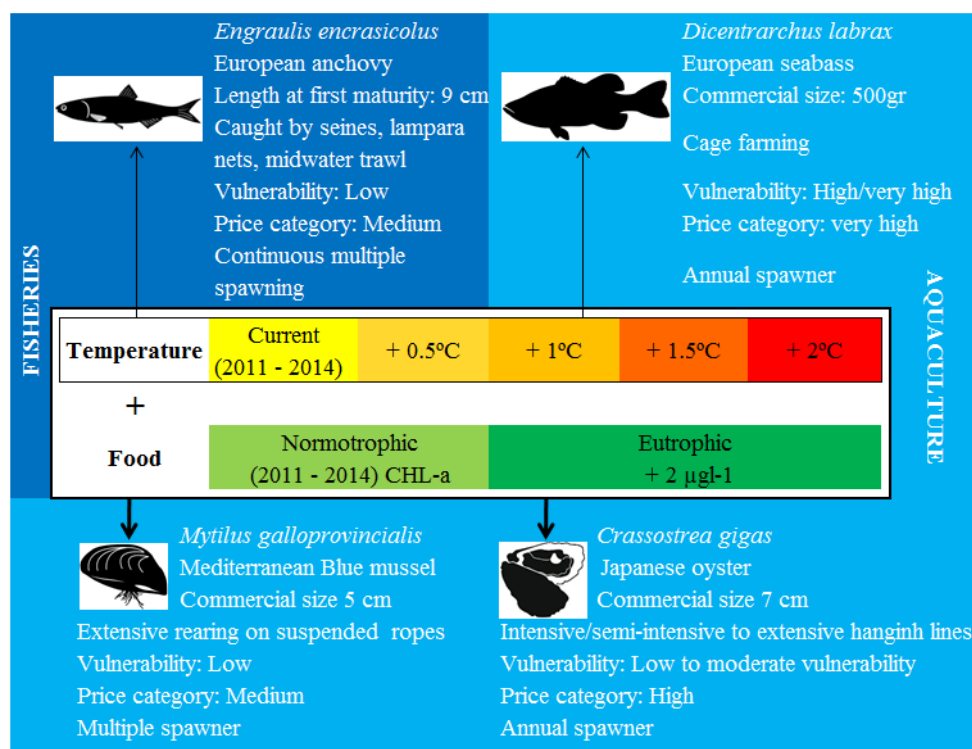 Engraulis encrasicolus
European anchovy
Length at first maturity: 9 cm
Caught by seines, lampara
nets, midwater trawl
Vulnerability: Low
Price category: Medium
Continuous multiple
spawning
Dicentrarchus labrax
European seabass
Commercial size: 500gr
Cage farming
Vulnerability: High/very high
Price category: very high
Annual spawner
FISHERIES
AQUACULTURE
Temperature
Current
(2011 - 2014)
+ 0.5ºC
+ 1ºC
+ 1.5ºC
+ 2ºC
+
Food
Normotrophic
(2011 - 2014) CHL-a
Eutrophic
+ 2 µgl-1
Mytilus galloprovincialis
Mediterranean Blue mussel
Commercial size 5 cm
Extensive rearing on suspended ropes
Vulnerability: Low
Price category: Medium
Multiple spawner
Crassostrea gigas
Japanese oyster
Commercial size 7 cm
Intensive/semi-intensive to extensive hanginh lines
Vulnerability: Low to moderate vulnerability
Price category: High
Annual spawner